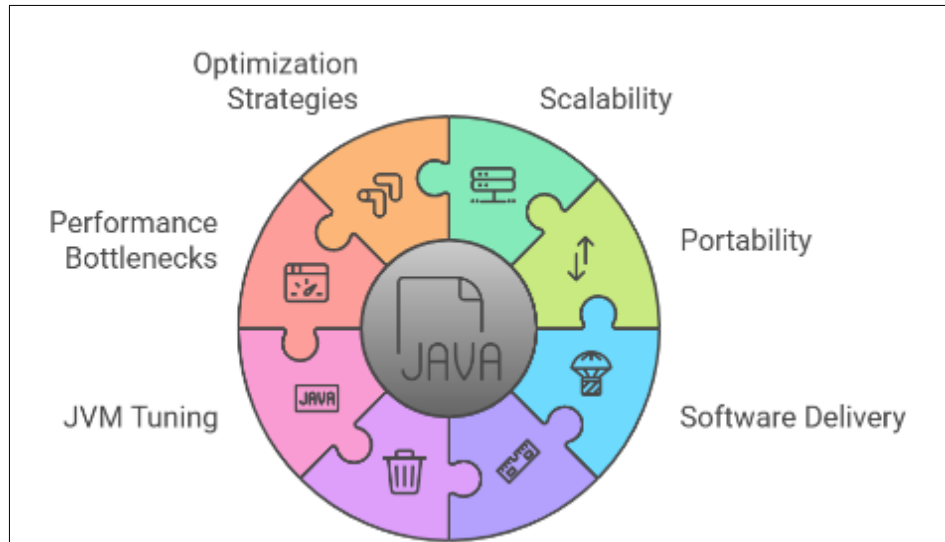 Optimization
Strategies
Scalability
Performance
Bottlenecks
Portability
JAVA
JVM Tuning
JAVA
Software Delivery